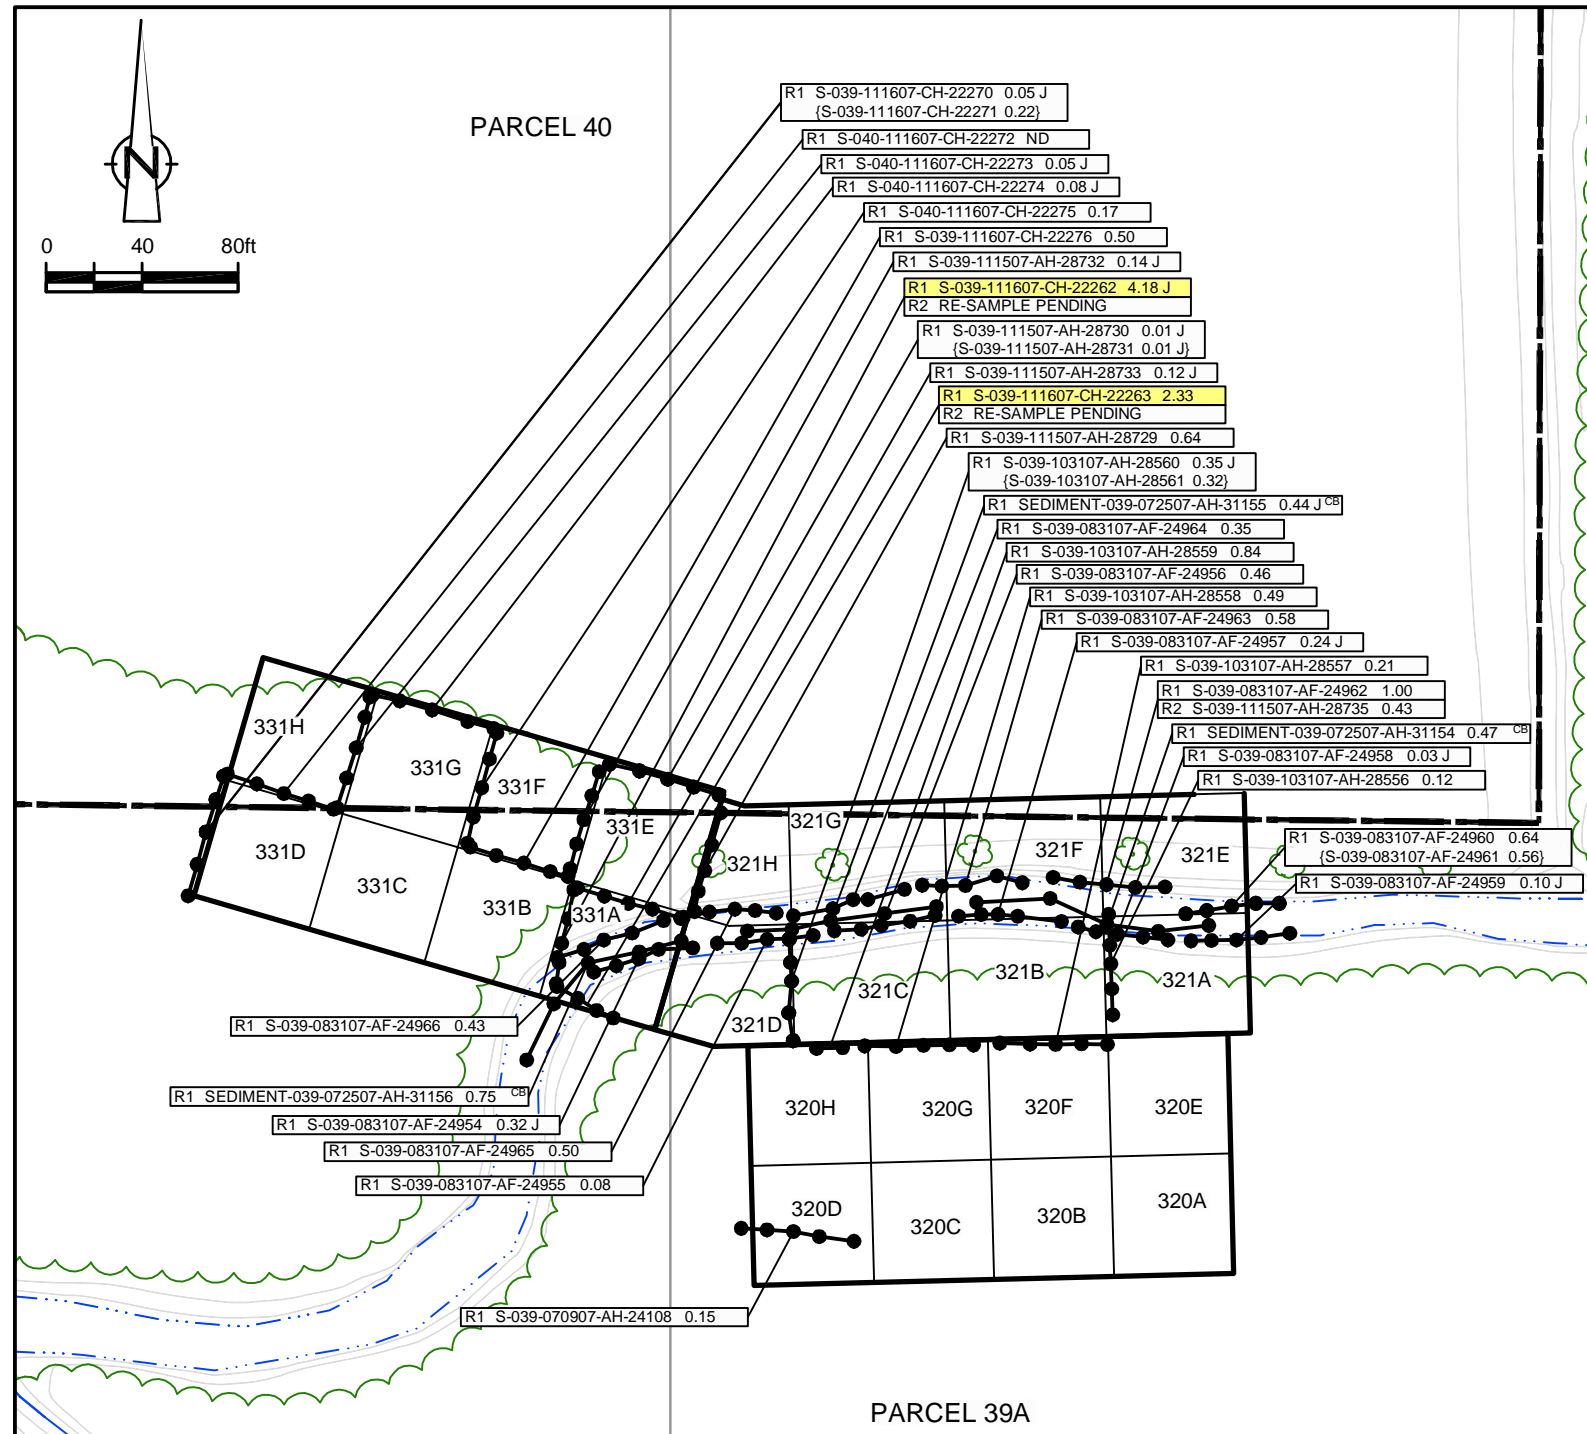 PARCEL 40
N
0 40 80ft
R1 S-039-111607-CH-22270 0.05 J
{S-039-111607-CH-22271 0.22}
R1 S-040-111607-CH-22272 ND
R1 S-040-111607-CH-22273 0.05 J
R1 S-040-111607-CH-22274 0.08 J
R1 S-040-111607-CH-22275 0.17
R1 S-039-111607-CH-22276 0.50
R1 S-039-111507-AH-28732 0.14 J
R1 S-039-111607-CH-22262 4.18 J
R2 RE-SAMPLE PENDING
R1 S-039-111507-AH-28730 0.01 J
{S-039-111507-AH-28731 0.01 J}
R1 S-039-111507-AH-28733 0.12 J
R1 S-039-111607-CH-22263 2.33
R2 RE-SAMPLE PENDING
R1 S-039-111507-AH-28729 0.64
R1 S-039-103107-AH-28560 0.35 J
{S-039-103107-AH-28561 0.32}
R1 SEDIMENT-039-072507-AH-31155 0.44 J CB
R1 S-039-083107-AF-24964 0.35
R1 S-039-103107-AH-28559 0.84
R1 S-039-083107-AF-24956 0.46
R1 S-039-103107-AH-28558 0.49
R1 S-039-083107-AF-24963 0.58
R1 S-039-083107-AF-24957 0.24 J
R1 S-039-103107-AH-28557 0.21
R1 S-039-083107-AF-24962 1.00
R2 S-039-111507-AH-28735 0.43
R1 SEDIMENT-039-072507-AH-31154 0.47 CB
R1 S-039-083107-AF-24958 0.03 J
R1 S-039-103107-AH-28556 0.12
R1 S-039-083107-AF-24960 0.64
{S-039-083107-AF-24961 0.56}
R1 S-039-083107-AF-24959 0.10 J
331H
331G
331F
331E
331D
331C
331B
331A
321G
321H
321F
321E
321D
321C
321B
321A
R1 S-039-083107-AF-24966 0.43
R1 SEDIMENT-039-072507-AH-31156 0.75 CB
R1 S-039-083107-AF-24954 0.32 J
R1 S-039-083107-AF-24965 0.50
R1 S-039-083107-AF-24955 0.08
320H
320G
320F
320E
320D
320C
320B
320A
R1 S-039-070907-AH-24108 0.15
PARCEL 39A